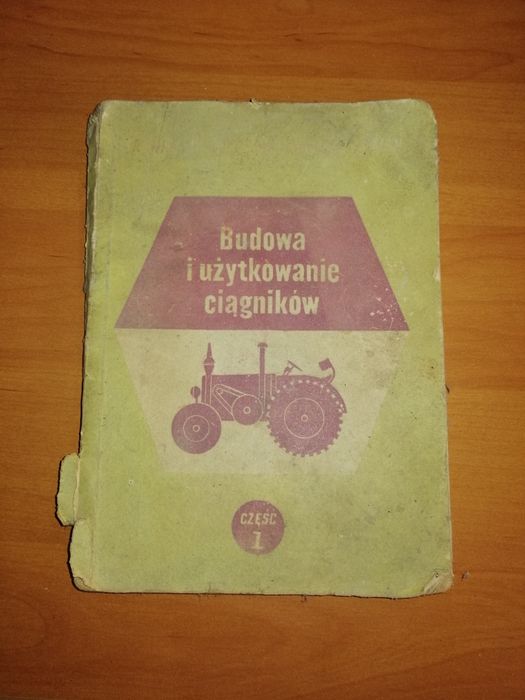 Budowa
i użytkowanie
ciągników
CZĘŚĆ
1